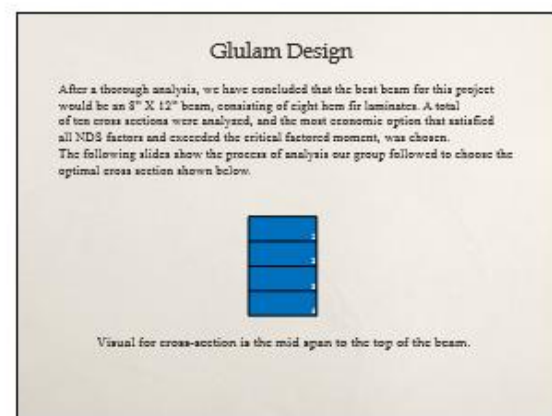 Glulam Design
After a thorough analysis, we have concluded that the best beam for this project
would be an 8" X 12" beam, consisting of eight hem fir laminates. A total
of ten cross sections were analyzed, and the most economic option that satisfied
all NDS factors and exceeded the critical factored moment, was chosen.
The following slides show the process of analysis our group followed to choose the
optimal cross section shown below.
Visual for cross-section is the mid span to the top of the beam.